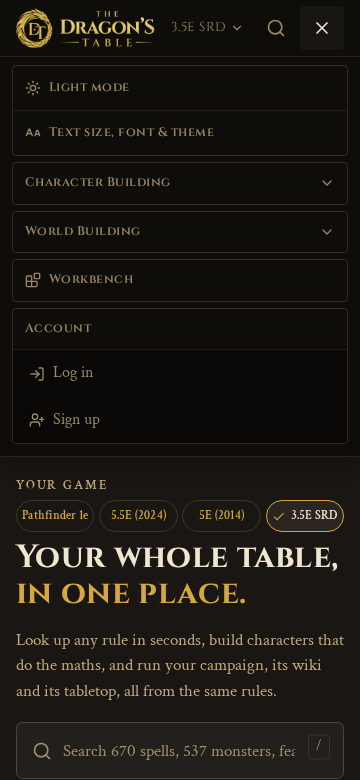 THE
DRAGON'S
TABLE
3.5E SRD
LIGHT MODE
AA TEXT SIZE, FONT & THEME
CHARACTER BUILDING
WORLD BUILDING
WORKBENCH
ACCOUNT
Log in
Sign up
YOUR GAME
Pathfinder 1e
5.5E (2024)
5E (2014)
3.5E SRD
YOUR WHOLE TABLE,
IN ONE PLACE.
Look up any rule in seconds, build characters that
do the maths, and run your campaign, its wiki
and its tabletop, all from the same rules.
Search 670 spells, 537 monsters, fea
/